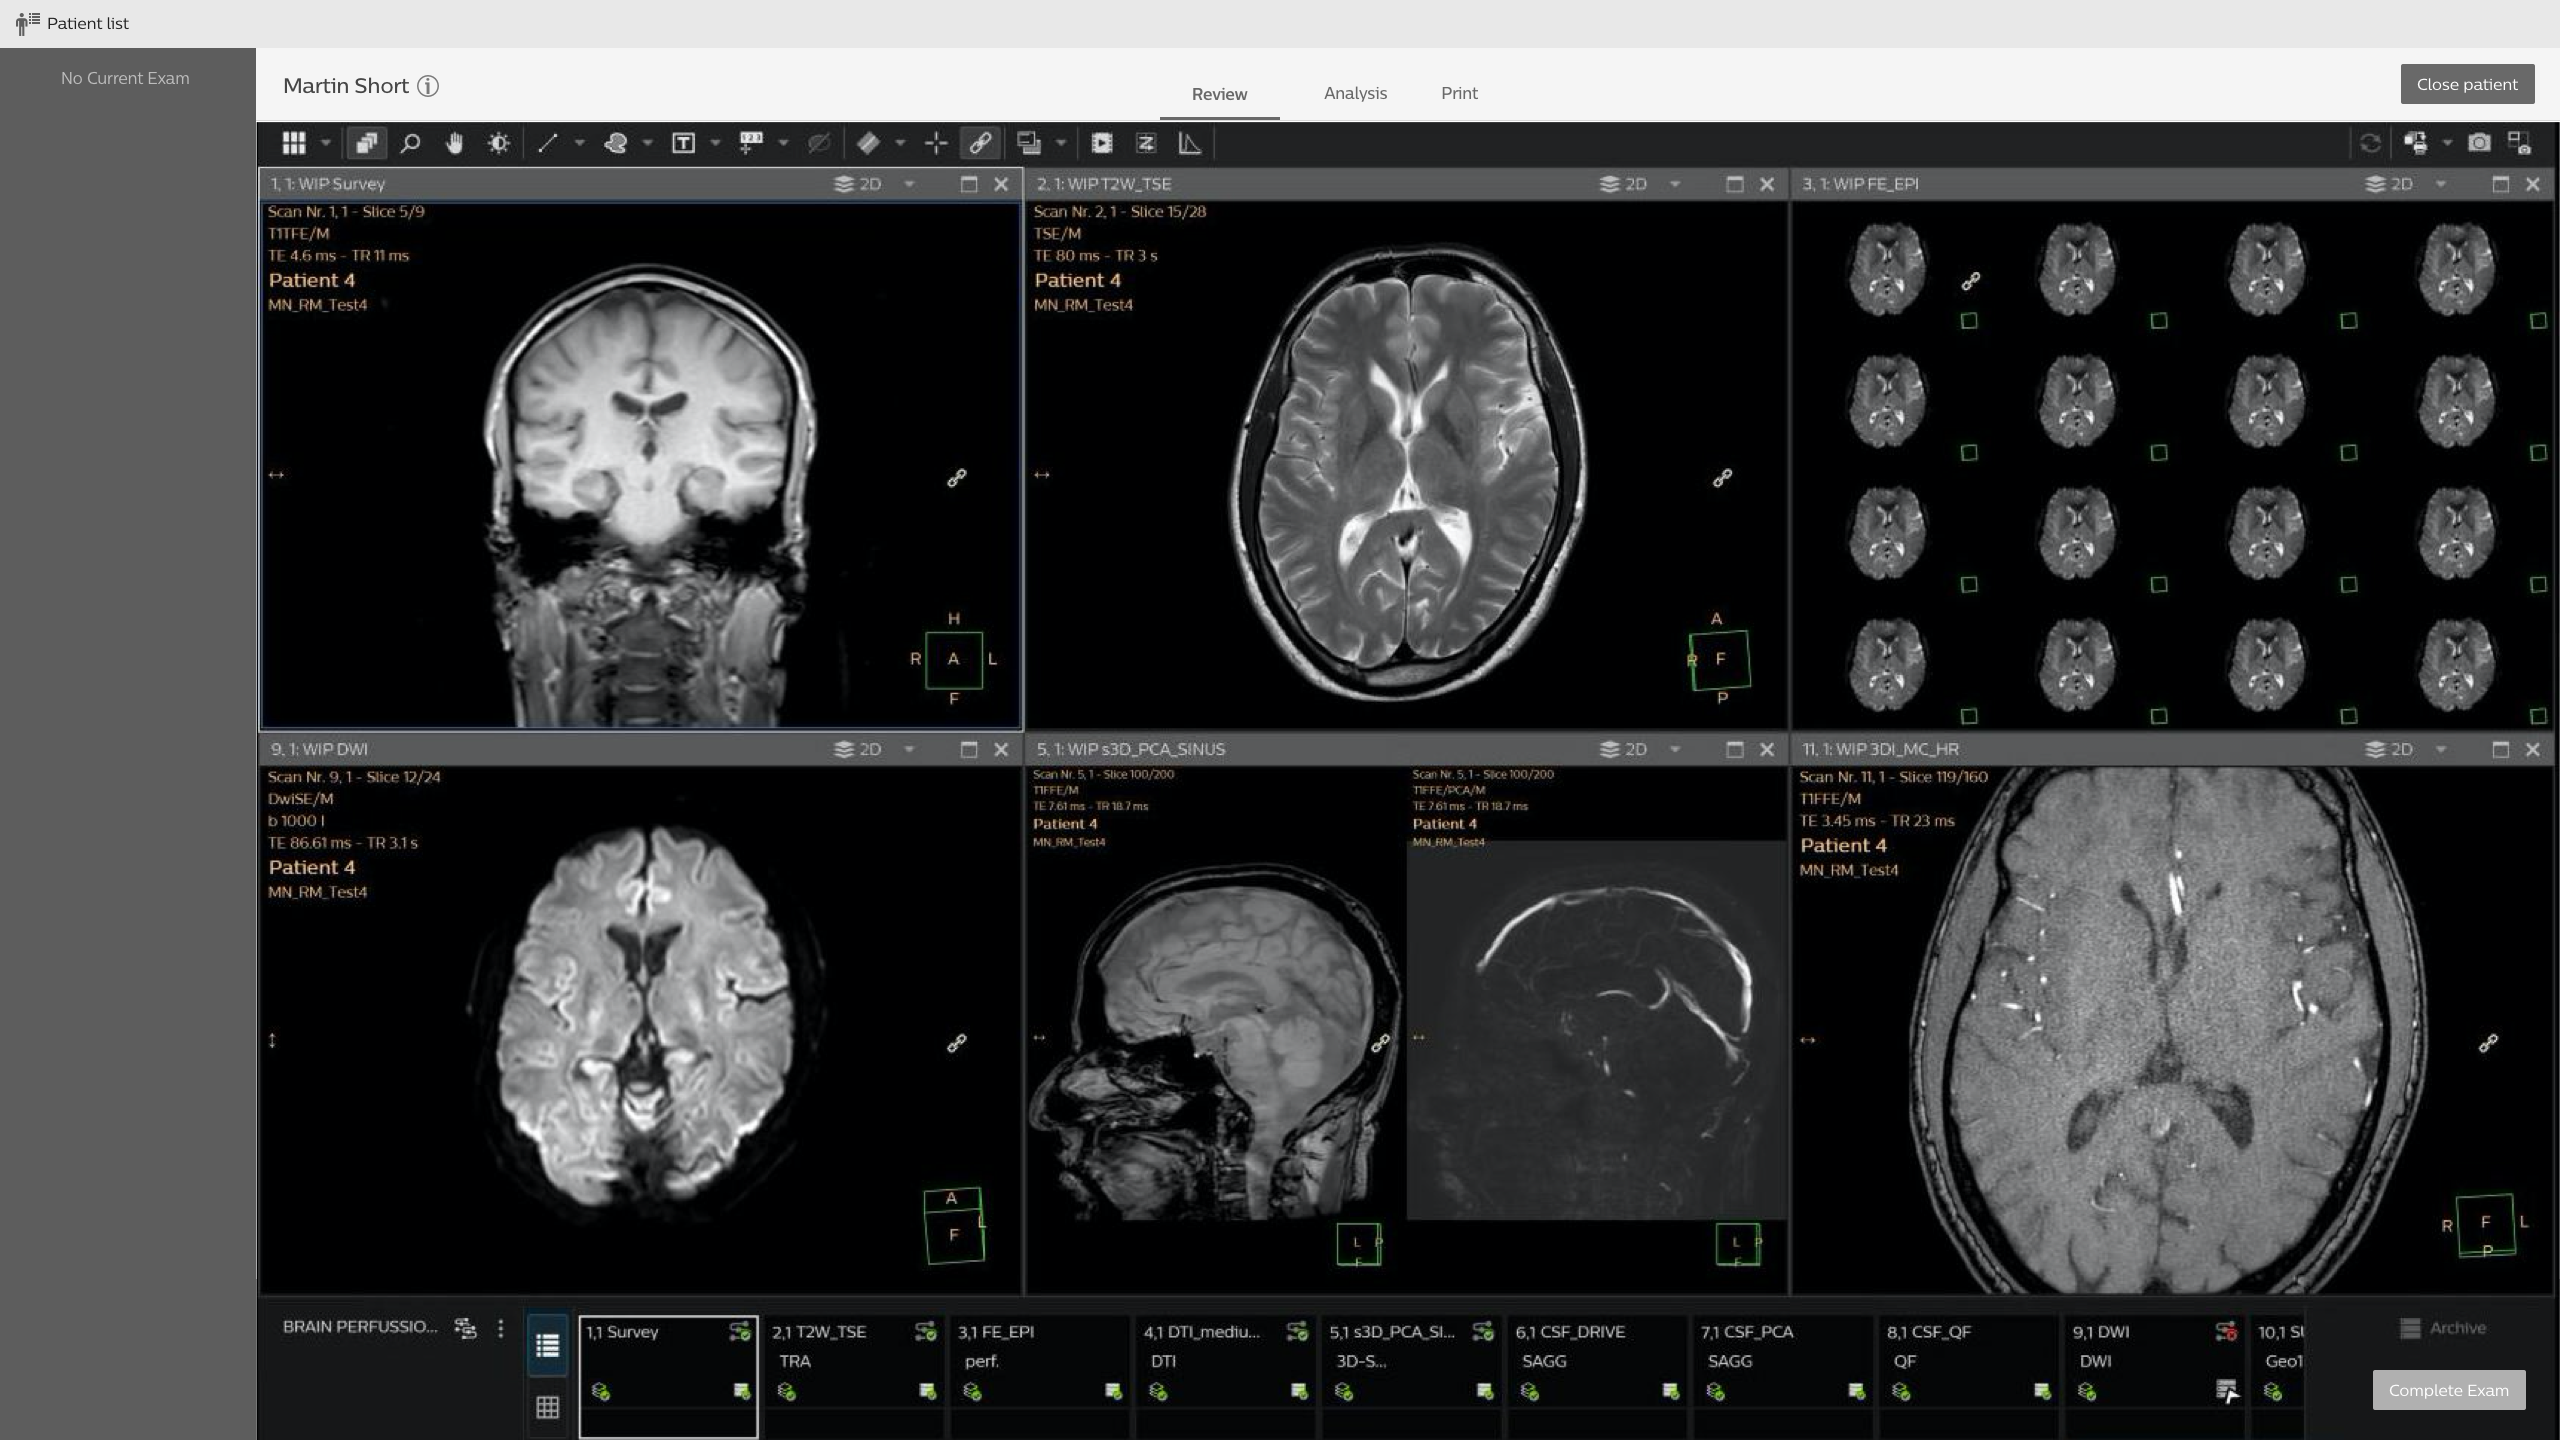 Patient list
No Current Exam
Martin Short
Review
Analysis
Print
Close patient
1, 1: WIP Survey
2D
Scan Nr. 1, 1 - Slice 5/9
T1TFE/M
TE 4.6 ms - TR 11 ms
Patient 4
MN_RM_Test4
H
R A L
F
2, 1: WIP T2W_TSE
2D
Scan Nr. 2, 1 - Slice 15/28
TSE/M
TE 80 ms - TR 3 s
Patient 4
MN_RM_Test4
A
R F
P
3, 1: WIP FE_EPI
2D
9, 1: WIP DWI
2D
Scan Nr. 9, 1 - Slice 12/24
DwiSE/M
b 1000 I
TE 86.61 ms - TR 3.1 s
Patient 4
MN_RM_Test4
A
L
F
5, 1: WIP s3D_PCA_SINUS
2D
Scan Nr. 5, 1 - Slice 100/200
T1FFE/M
TE 7.61 ms - TR 18.7 ms
Patient 4
MN_RM_Test4
L P
F
Scan Nr. 5, 1 - Slice 100/200
T1FFE/PCA/M
TE 7.61 ms - TR 18.7 ms
Patient 4
MN_RM_Test4
L P
F
11, 1: WIP 3DI_MC_HR
2D
Scan Nr. 11, 1 - Slice 119/160
T1FFE/M
TE 3.45 ms - TR 23 ms
Patient 4
MN_RM_Test4
R F L
P
BRAIN PERFUSSIO...
1,1 Survey
2,1 T2W_TSE
TRA
3,1 FE_EPI
perf.
4,1 DTI_mediu...
DTI
5,1 s3D_PCA_SI...
3D-S...
6,1 CSF_DRIVE
SAGG
7,1 CSF_PCA
SAGG
8,1 CSF_QF
QF
9,1 DWI
DWI
10,1 SU
Geo1
Archive
Complete Exam